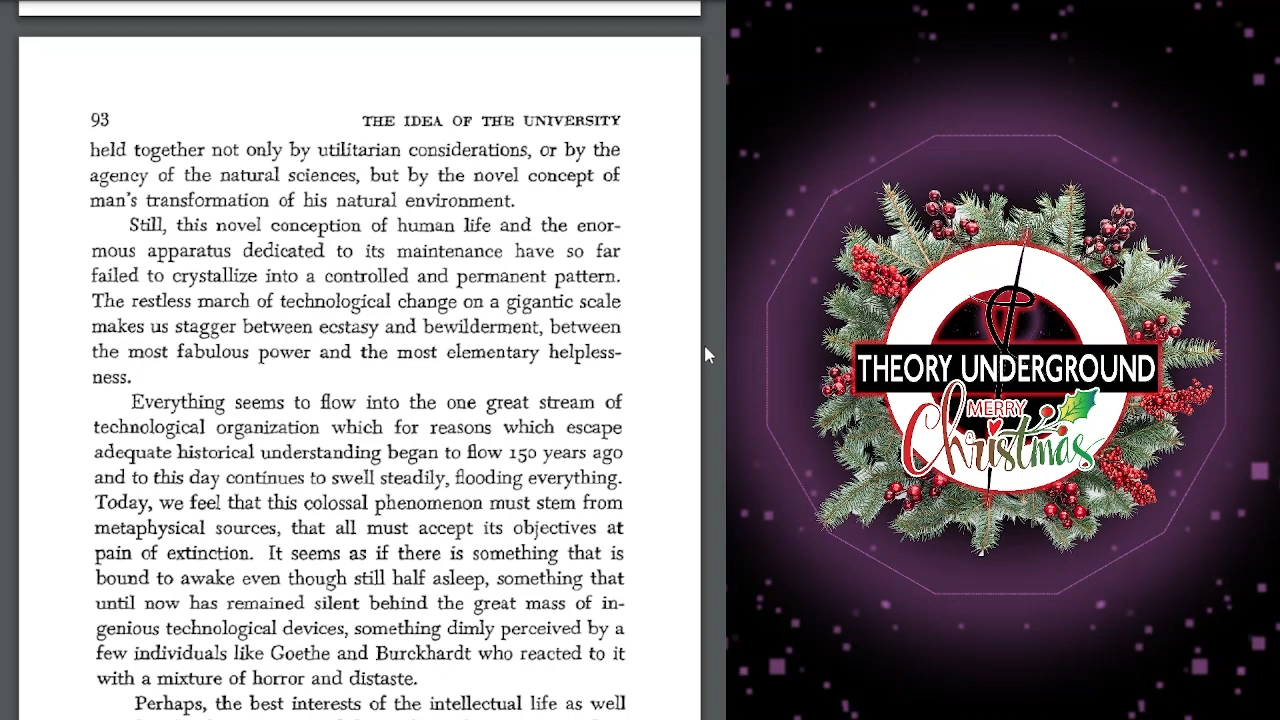 93 THE IDEA OF THE UNIVERSITY
held together not only by utilitarian considerations, or by the
agency of the natural sciences, but by the novel concept of
man's transformation of his natural environment.
Still, this novel conception of human life and the enor-
mous apparatus dedicated to its maintenance have so far
failed to crystallize into a controlled and permanent pattern.
The restless march of technological change on a gigantic scale
makes us stagger between ecstasy and bewilderment, between
the most fabulous power and the most elementary helpless-
ness.
Everything seems to flow into the one great stream of
technological organization which for reasons which escape
adequate historical understanding began to flow 150 years ago
and to this day continues to swell steadily, flooding everything.
Today, we feel that this colossal phenomenon must stem from
metaphysical sources, that all must accept its objectives at
pain of extinction. It seems as if there is something that is
bound to awake even though still half asleep, something that
until now has remained silent behind the great mass of in-
genious technological devices, something dimly perceived by a
few individuals like Goethe and Burckhardt who reacted to it
with a mixture of horror and distaste.
Perhaps, the best interests of the intellectual life as well
THEORY UNDERGROUND
MERRY
Christmas